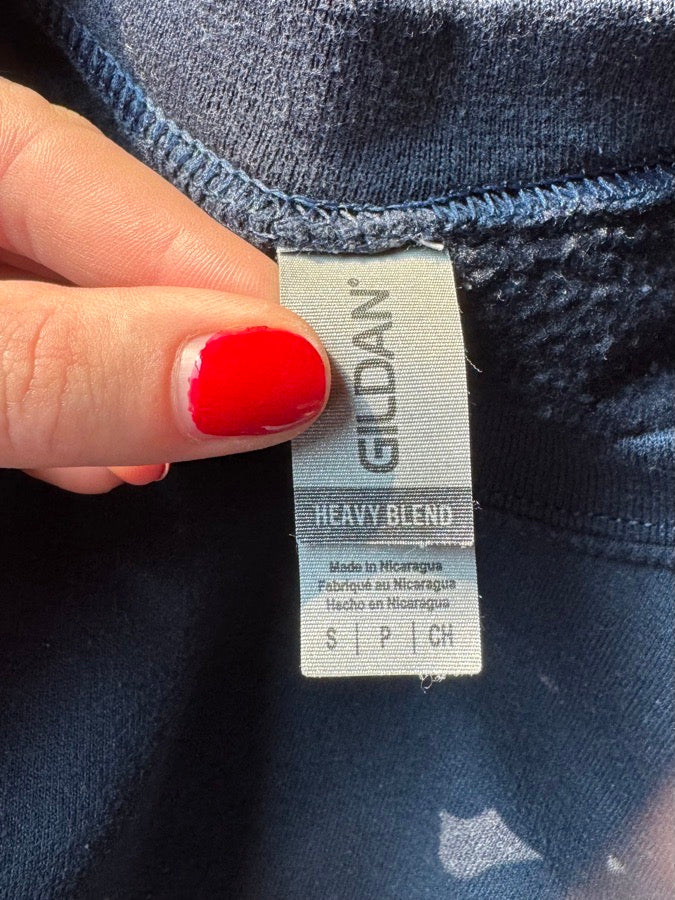 GILDAN®
HEAVY BLEND
Made in Nicaragua
Fabriqué au Nicaragua
Hecho en Nicaragua
S | P | CH